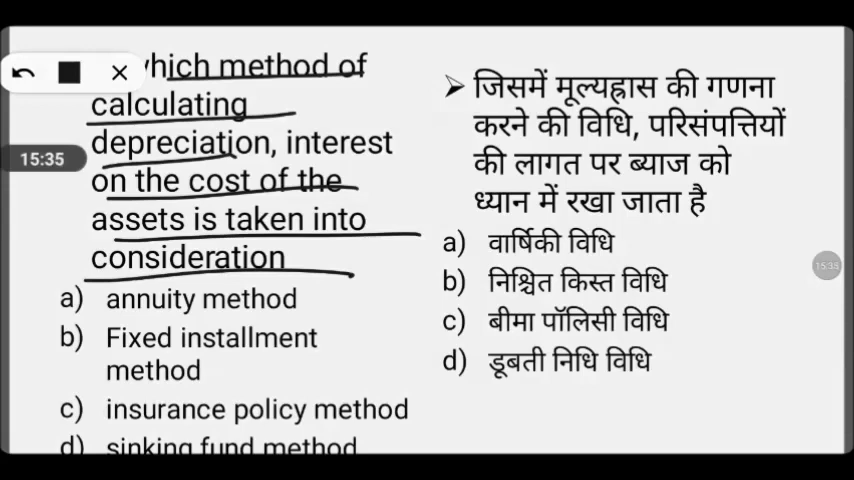 which method of
calculating
depreciation, interest
on the cost of the
assets is taken into
consideration
a) annuity method
b) Fixed installment
method
c) insurance policy method
d) sinking fund method
➢ जिसमें मूल्यह्रास की गणना
करने की विधि, परिसंपत्तियों
की लागत पर ब्याज को
ध्यान में रखा जाता है
a) वार्षिकी विधि
b) निश्चित किस्त विधि
c) बीमा पॉलिसी विधि
d) डूबती निधि विधि
15:35
15:35